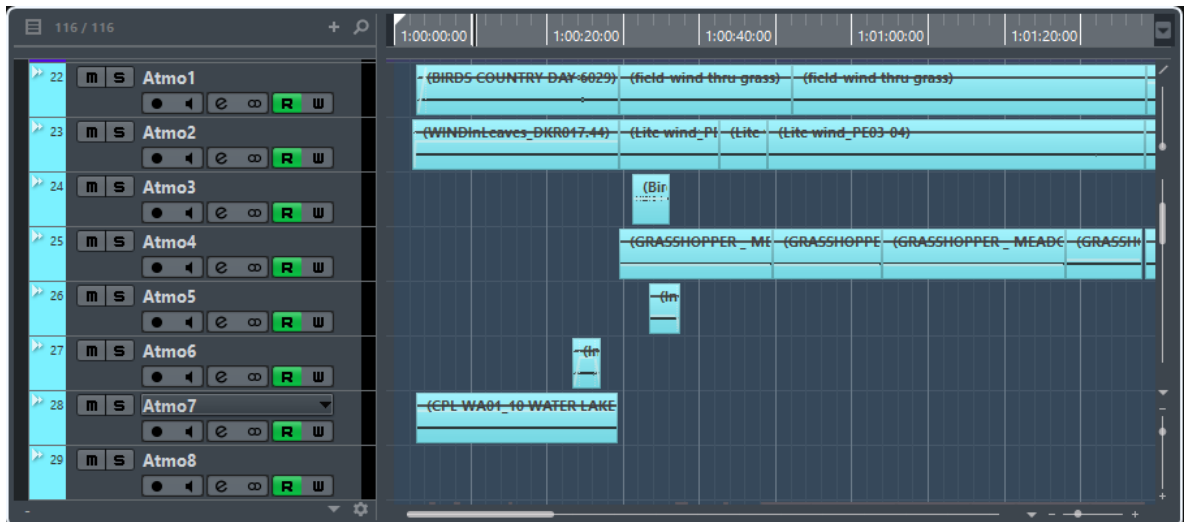 116 / 116
+
1:00:00:00 1:00:20:00 1:00:40:00 1:01:00:00 1:01:20:00
22 m S Atmo1 (BIRDS COUNTRY DAY-6029) (field-wind thru grass) (field-wind thru grass)
e R W
23 m S Atmo2 (WINDInLeaves_DKR017.44) (Lite wind_PE (Lite (Lite wind_PE03-04)
e R W
24 m S Atmo3 (Bir
e R W
25 m S Atmo4 (GRASSHOPPER _ ME (GRASSHOPPE (GRASSHOPPER _ MEADO (GRASSH
e R W
26 m S Atmo5 (In
e R W
27 m S Atmo6 (In
e R W
28 m S Atmo7 (CPL-WA01_10 WATER LAKE
e R W
29 m S Atmo8
e R W